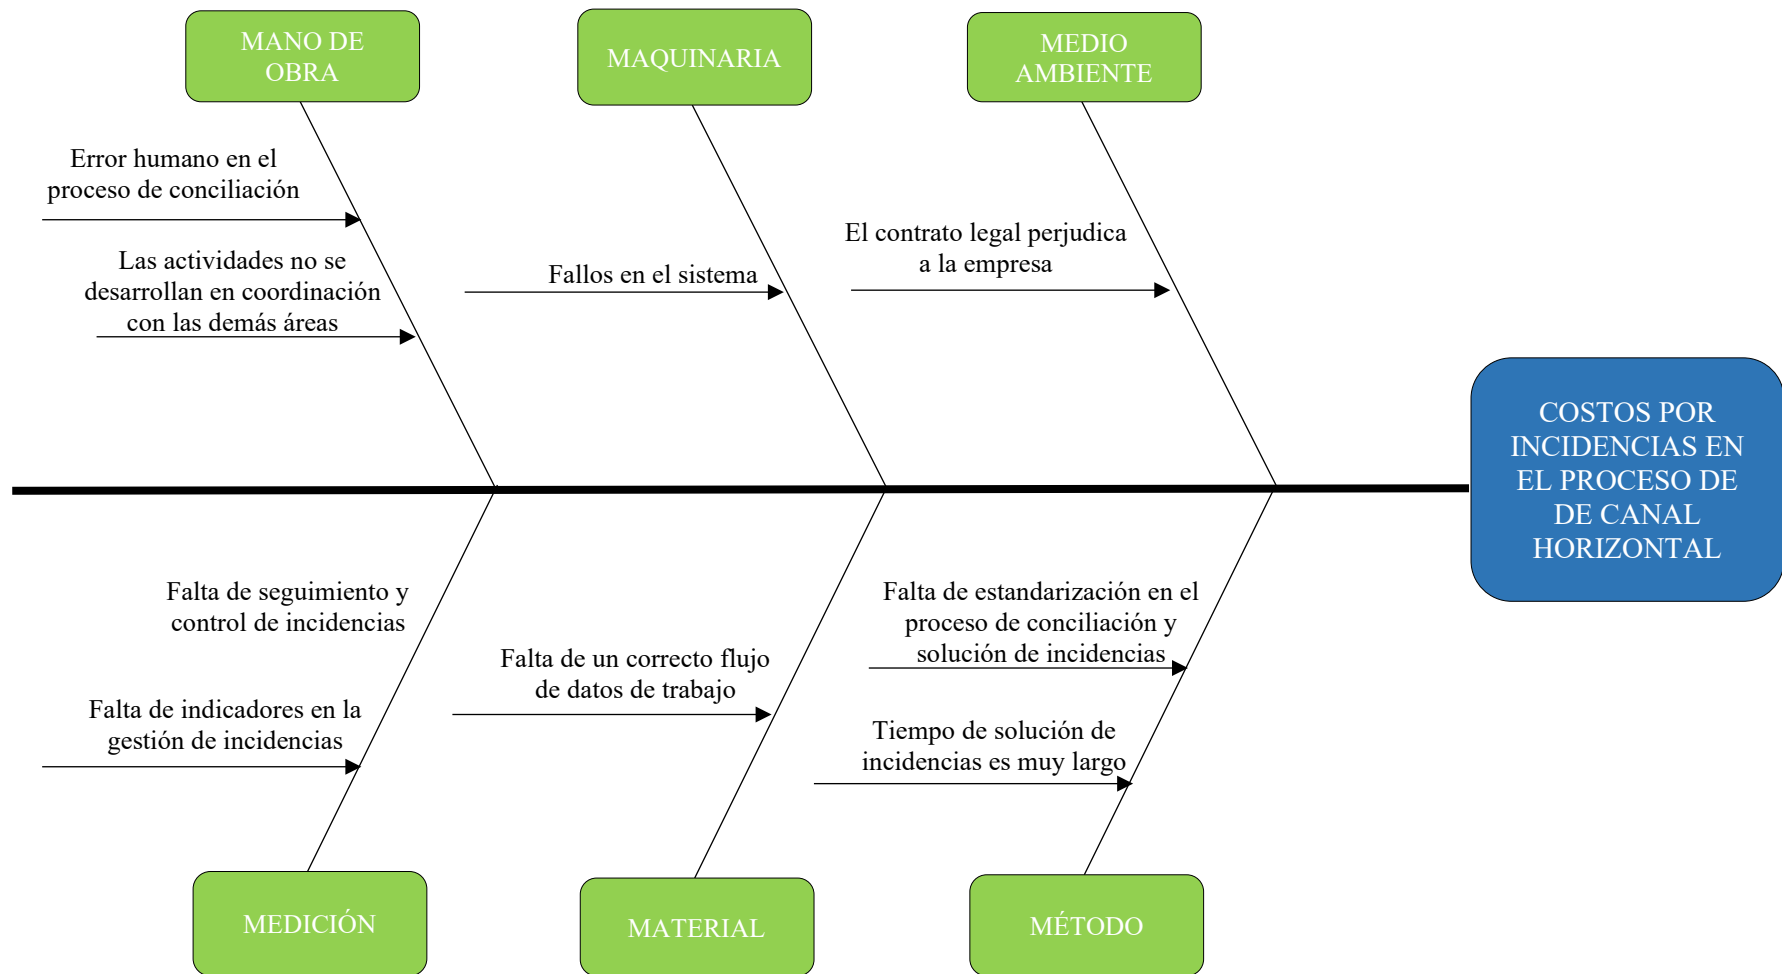 MANO DE
OBRA
MAQUINARIA
MEDIO
AMBIENTE
Error humano en el
proceso de conciliación
Las actividades no se
desarrollan en coordinación
con las demás áreas
Fallos en el sistema
El contrato legal perjudica
a la empresa
COSTOS POR
INCIDENCIAS EN
EL PROCESO DE
DE CANAL
HORIZONTAL
Falta de seguimiento y
control de incidencias
Falta de indicadores en la
gestión de incidencias
Falta de un correcto flujo
de datos de trabajo
Falta de estandarización en el
proceso de conciliación y
solución de incidencias
Tiempo de solución de
incidencias es muy largo
MEDICIÓN
MATERIAL
MÉTODO